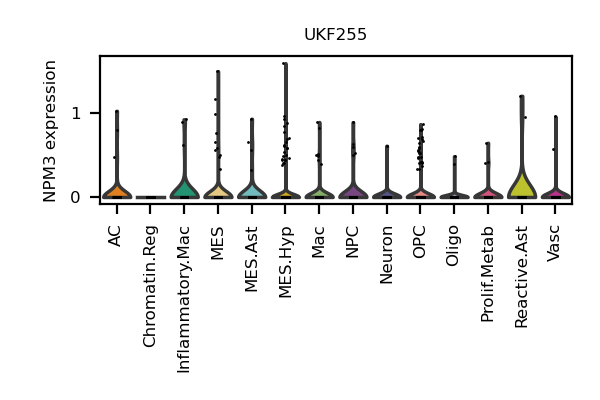 UKF255
NPM3 expression
1
0
AC
Chromatin.Reg
Inflammatory.Mac
MES
MES.Ast
MES.Hyp
Mac
NPC
Neuron
OPC
Oligo
Prolif.Metab
Reactive.Ast
Vasc